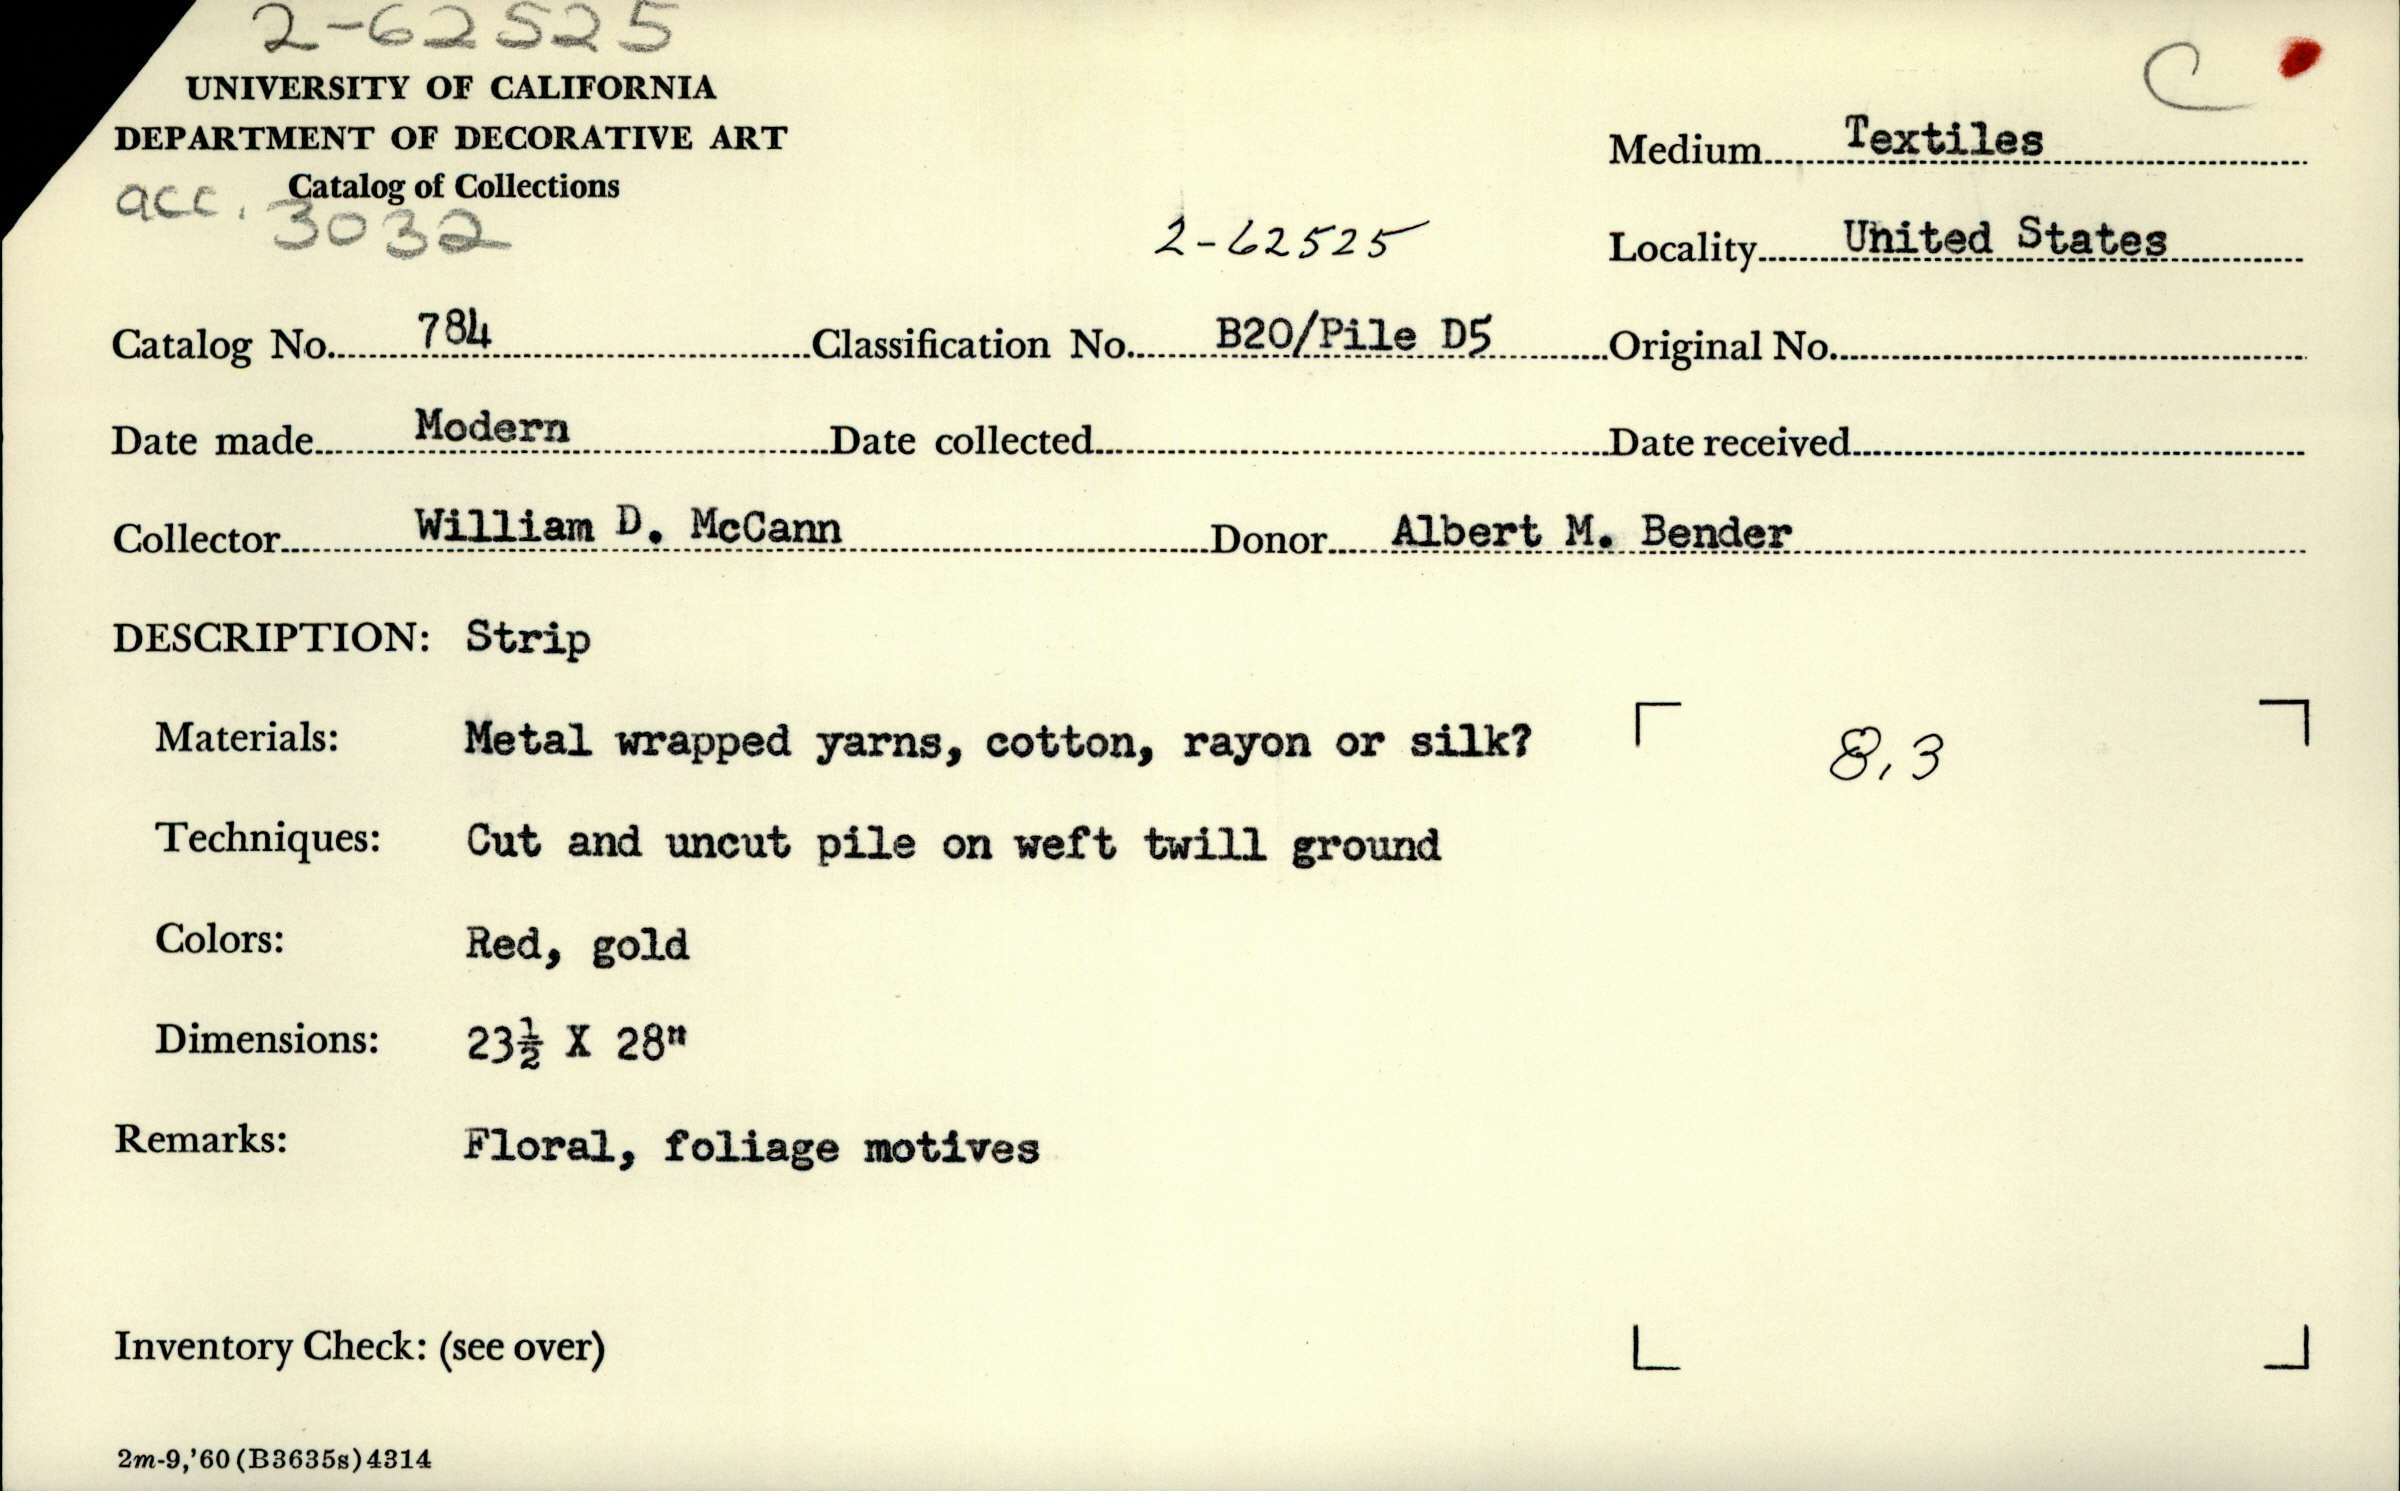 2-62525
UNIVERSITY OF CALIFORNIA
DEPARTMENT OF DECORATIVE ART
Catalog of Collections
acc. 3032
2-62525
C
Medium Textiles
Locality United States
Catalog No. 784 Classification No. B20/Pile D5 Original No.
Date made Modern Date collected Date received
Collector William D. McCann Donor Albert M. Bender
DESCRIPTION: Strip
Materials: Metal wrapped yarns, cotton, rayon or silk?
8.3
Techniques: Cut and uncut pile on weft twill ground
Colors: Red, gold
Dimensions: 23½ X 28"
Remarks: Floral, foliage motives
Inventory Check: (see over)
2m-9,'60(B3635s)4314